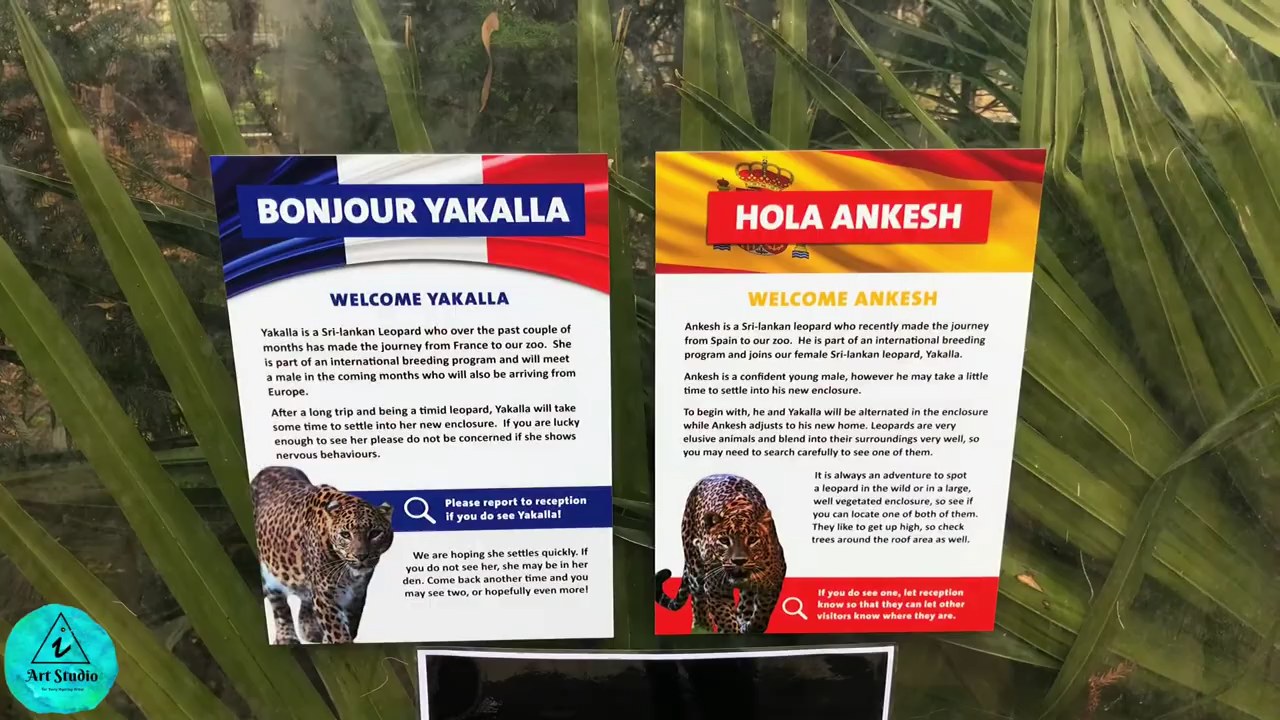 BONJOUR YAKALLA
WELCOME YAKALLA
Yakalla is a Sri-lankan Leopard who over the past couple of
months has made the journey from France to our zoo. She
is part of an international breeding program and will meet
a male in the coming months who will also be arriving from
Europe.
After a long trip and being a timid leopard, Yakalla will take
some time to settle into her new enclosure. If you are lucky
enough to see her please do not be concerned if she shows
nervous behaviours.
Please report to reception
if you do see Yakalla!
We are hoping she settles quickly. If
you do not see her, she may be in her
den. Come back another time and you
may see two, or hopefully even more!
HOLA ANKESH
WELCOME ANKESH
Ankesh is a Sri-lankan leopard who recently made the journey
from Spain to our zoo. He is part of an international breeding
program and joins our female Sri-lankan leopard, Yakalla.
Ankesh is a confident young male, however he may take a little
time to settle into his new enclosure.
To begin with, he and Yakalla will be alternated in the enclosure
while Ankesh adjusts to his new home. Leopards are very
elusive animals and blend into their surroundings very well, so
you may need to search carefully to see one of them.
It is always an adventure to spot
a leopard in the wild or in a large,
well vegetated enclosure, so see if
you can locate one of both of them.
They like to get up high, so check
trees around the roof area as well.
If you do see one, let reception
know so that they can let other
visitors know where they are.
i
Art Studio